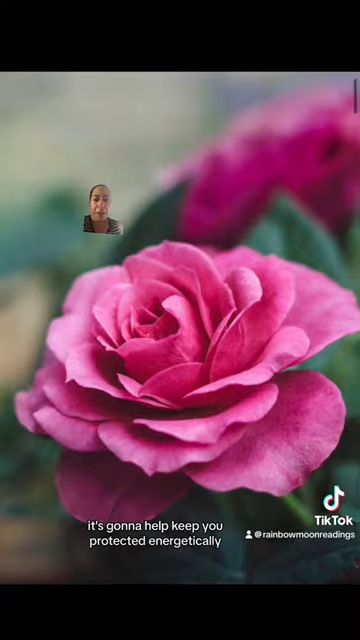 it's gonna help keep you
protected energetically
TikTok
@rainbowmoonreadings